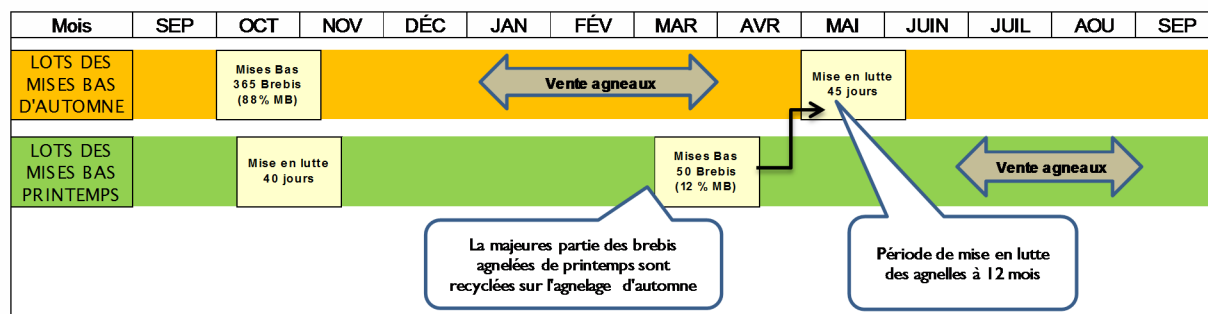 Mois SEP OCT NOV DÉC JAN FÉV MAR AVR MAI JUIN JUIL AOU SEP
LOTS DES
MISES BAS
D'AUTOMNE
Mises Bas
365 Brebis
(88% MB)
Vente agneaux
Mise en lutte
45 jours
LOTS DES
MISES BAS
PRINTEMPS
Mise en lutte
40 jours
Mises Bas
50 Brebis
(12 % MB)
Vente agneaux
La majeures partie des brebis
agnelées de printemps sont
recyclées sur l'agnelage d'automne
Période de mise en lutte
des agnelles à 12 mois